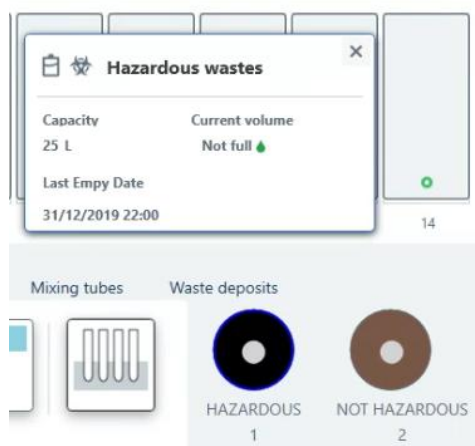 Hazardous wastes
Capacity Current volume
25 L Not full
Last Empy Date
31/12/2019 22:00
14
Mixing tubes Waste deposits
HAZARDOUS NOT HAZARDOUS
1 2